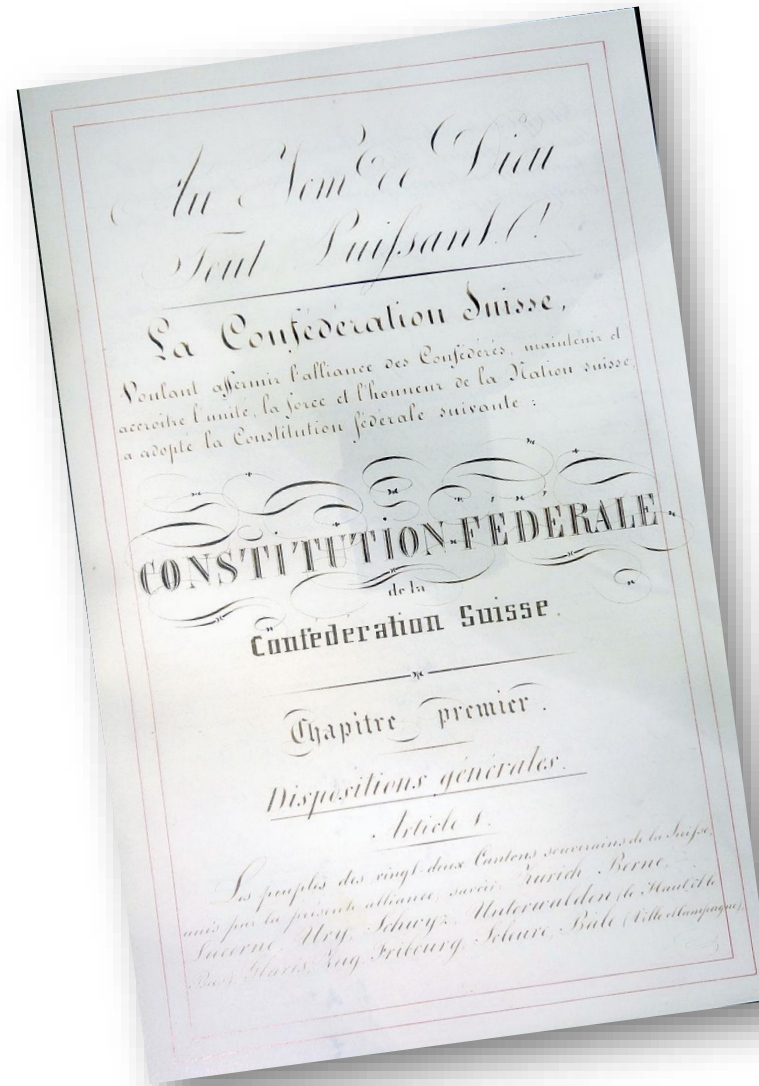 Au Nom de Dieu
Tout Puissant!
La Confédération Suisse,
Voulant affermir l'alliance des Confédérés, maintenir et
accroître l'unité, la force et l'honneur de la Nation suisse,
a adopté la Constitution fédérale suivante :
CONSTITUTION FÉDÉRALE
de la
Confédération Suisse.
Chapitre premier.
Dispositions générales.
Article 1.
Les peuples des vingt-deux Cantons souverains de la Suisse,
unis par la présente alliance, savoir: Zurich, Berne,
Lucerne, Ury, Schwyz, Unterwalden (le Haut et le
Bas), Glaris, Zug, Fribourg, Soleure, Bâle (Ville et campagne),